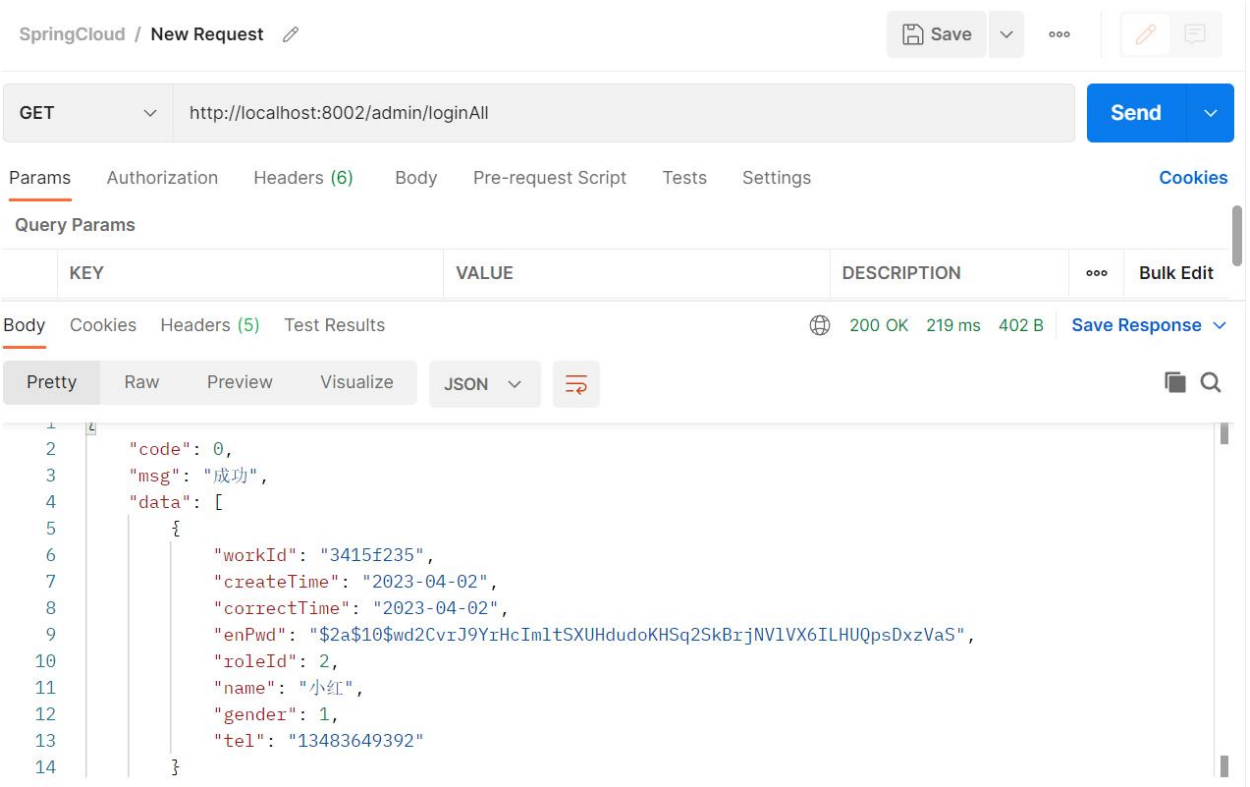 SpringCloud / New Request
Save
GET http://localhost:8002/admin/loginAll Send
Params Authorization Headers (6) Body Pre-request Script Tests Settings Cookies
Query Params
KEY VALUE DESCRIPTION Bulk Edit
Body Cookies Headers (5) Test Results 200 OK 219 ms 402 B Save Response
Pretty Raw Preview Visualize JSON
1 {
2 "code": 0,
3 "msg": "成功",
4 "data": [
5 {
6 "workId": "3415f235",
7 "createTime": "2023-04-02",
8 "correctTime": "2023-04-02",
9 "enPwd": "$2a$10$wd2CvrJ9YrHcImltSXUHdudoKHSq2SkBrjNVlVX6ILHUQpsDxzVaS",
10 "roleId": 2,
11 "name": "小红",
12 "gender": 1,
13 "tel": "13483649392"
14 }